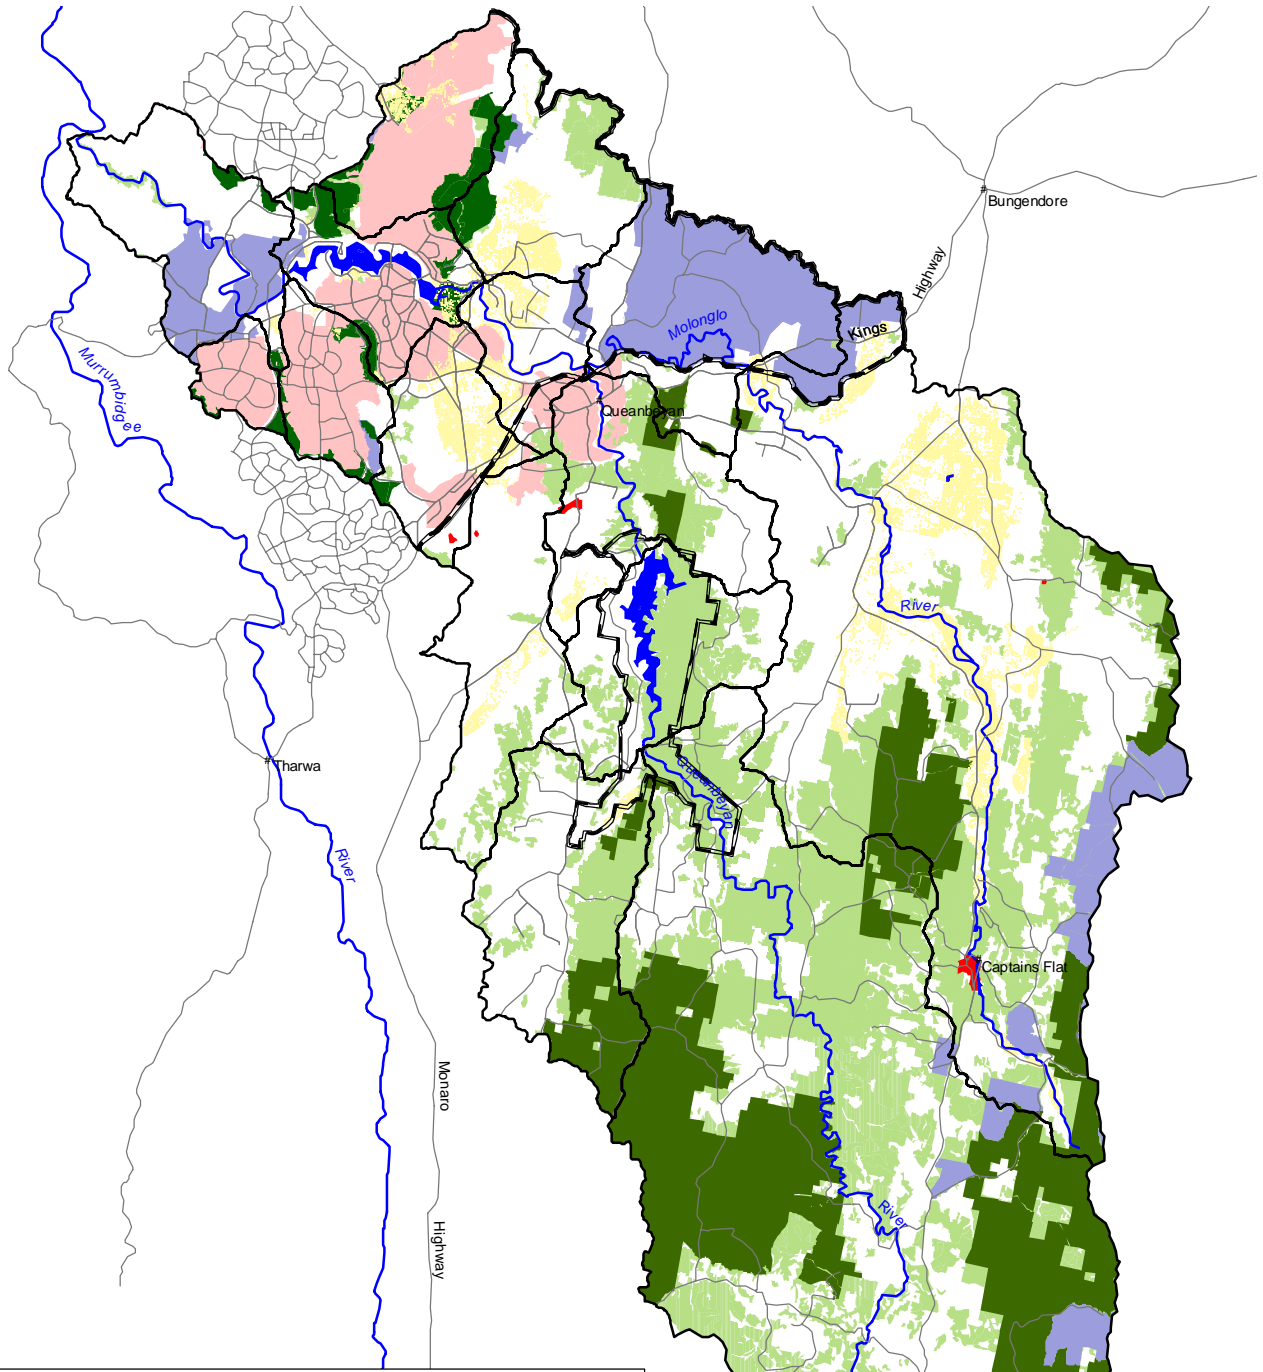 Bungendore
Highway
Kings
Molonglo
Murrumbidgee
Queanbeyan
River
Tharwa
Queanbeyan
River
Captains Flat
Monaro
River
Highway